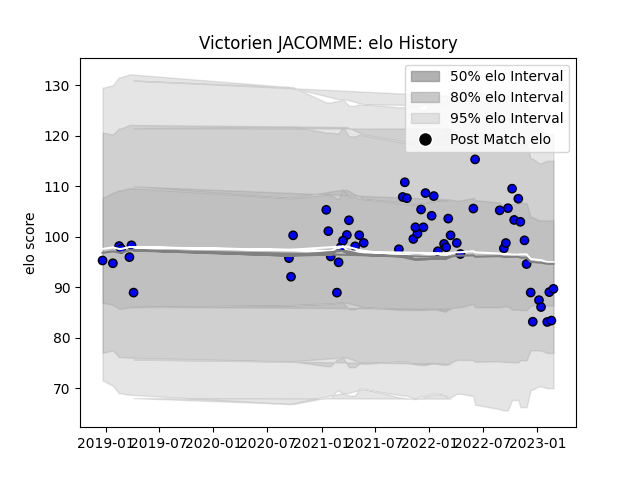 Victorien JACOMME: elo History
50% elo Interval
80% elo Interval
95% elo Interval
Post Match elo
elo score
130
120
110
100
90
80
70
2019-01
2019-07
2020-01
2020-07
2021-01
2021-07
2022-01
2022-07
2023-01